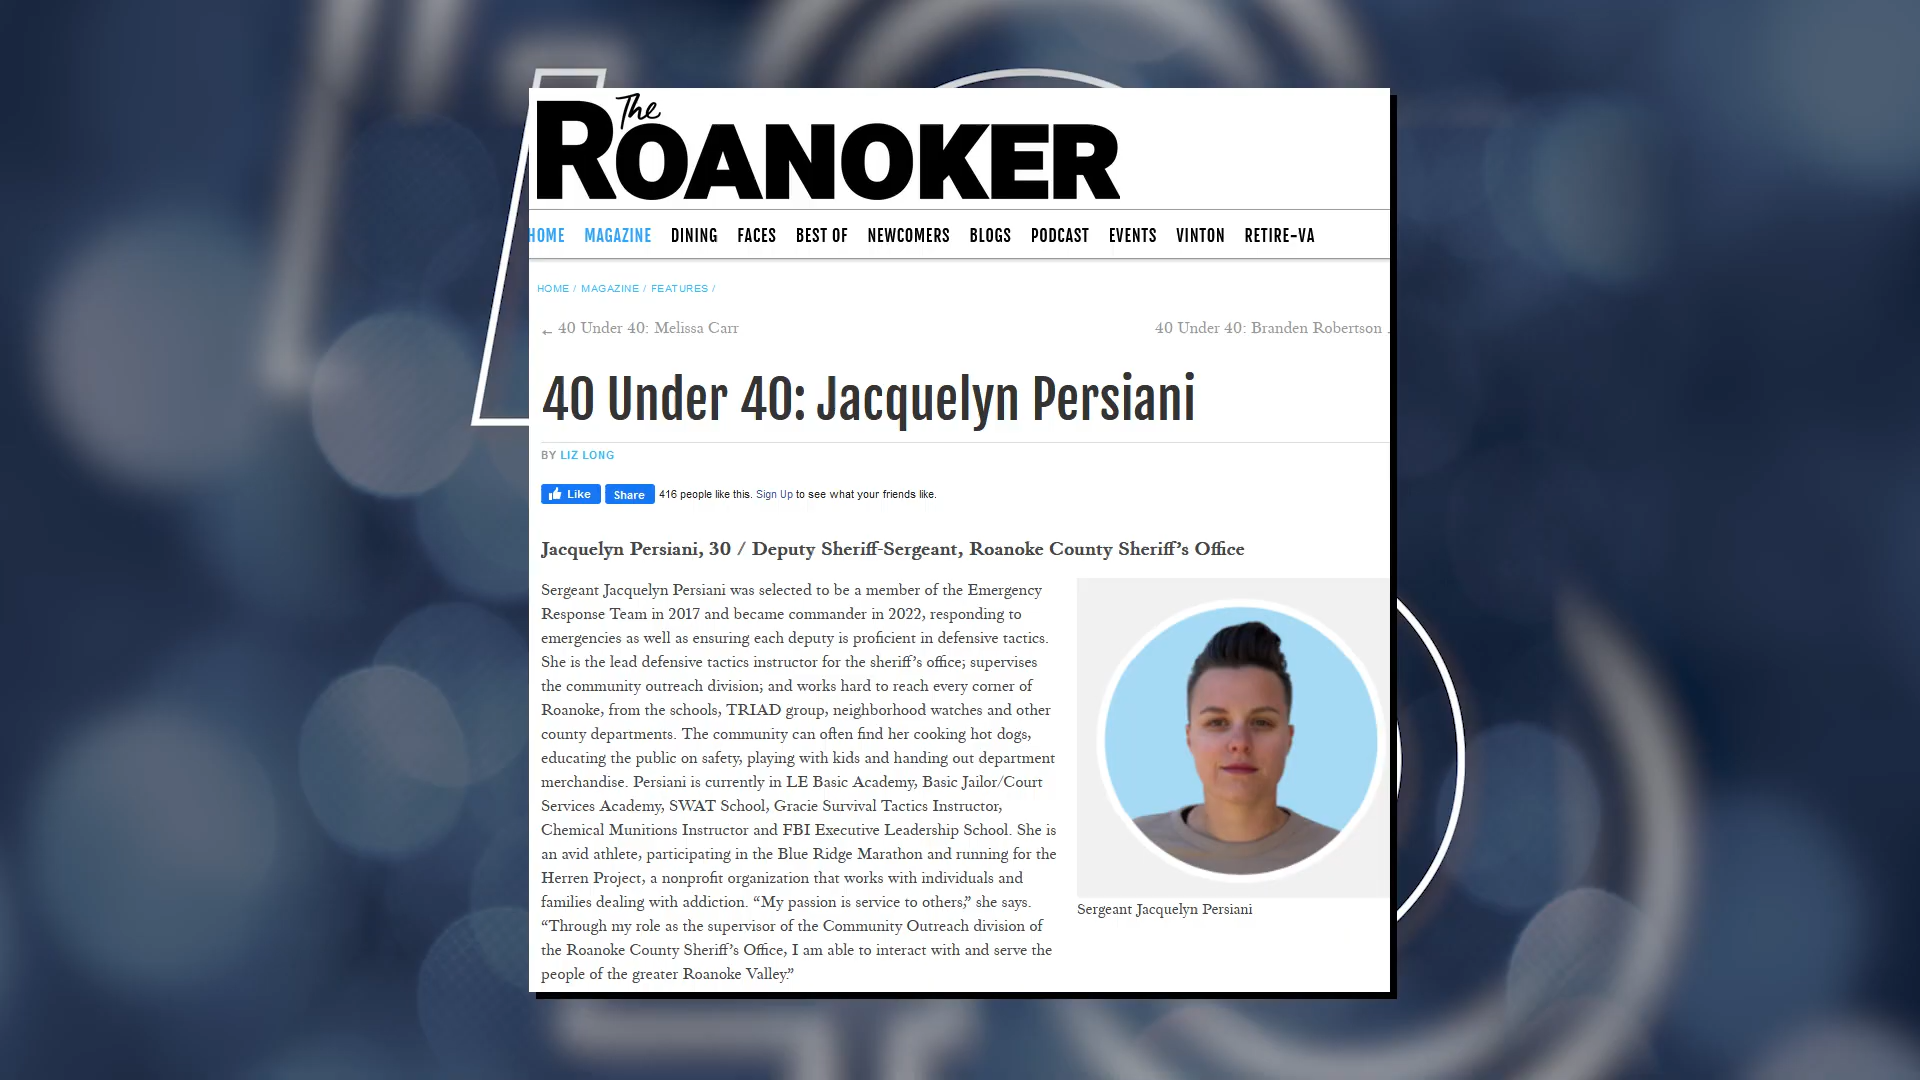 The
ROANOKER
HOME MAGAZINE DINING FACES BEST OF NEWCOMERS BLOGS PODCAST EVENTS VINTON RETIRE-VA
HOME / MAGAZINE / FEATURES /
← 40 Under 40: Melissa Carr
40 Under 40: Branden Robertson
40 Under 40: Jacquelyn Persiani
BY LIZ LONG
Like Share 416 people like this. Sign Up to see what your friends like.
Jacquelyn Persiani, 30 / Deputy Sheriff-Sergeant, Roanoke County Sheriff’s Office
Sergeant Jacquelyn Persiani was selected to be a member of the Emergency
Response Team in 2017 and became commander in 2022, responding to
emergencies as well as ensuring each deputy is proficient in defensive tactics.
She is the lead defensive tactics instructor for the sheriff’s office; supervises
the community outreach division; and works hard to reach every corner of
Roanoke, from the schools, TRIAD group, neighborhood watches and other
county departments. The community can often find her cooking hot dogs,
educating the public on safety, playing with kids and handing out department
merchandise. Persiani is currently in LE Basic Academy, Basic Jailor/Court
Services Academy, SWAT School, Gracie Survival Tactics Instructor,
Chemical Munitions Instructor and FBI Executive Leadership School. She is
an avid athlete, participating in the Blue Ridge Marathon and running for the
Herren Project, a nonprofit organization that works with individuals and
families dealing with addiction. “My passion is service to others,” she says.
“Through my role as the supervisor of the Community Outreach division of
the Roanoke County Sheriff’s Office, I am able to interact with and serve the
people of the greater Roanoke Valley.”
Sergeant Jacquelyn Persiani